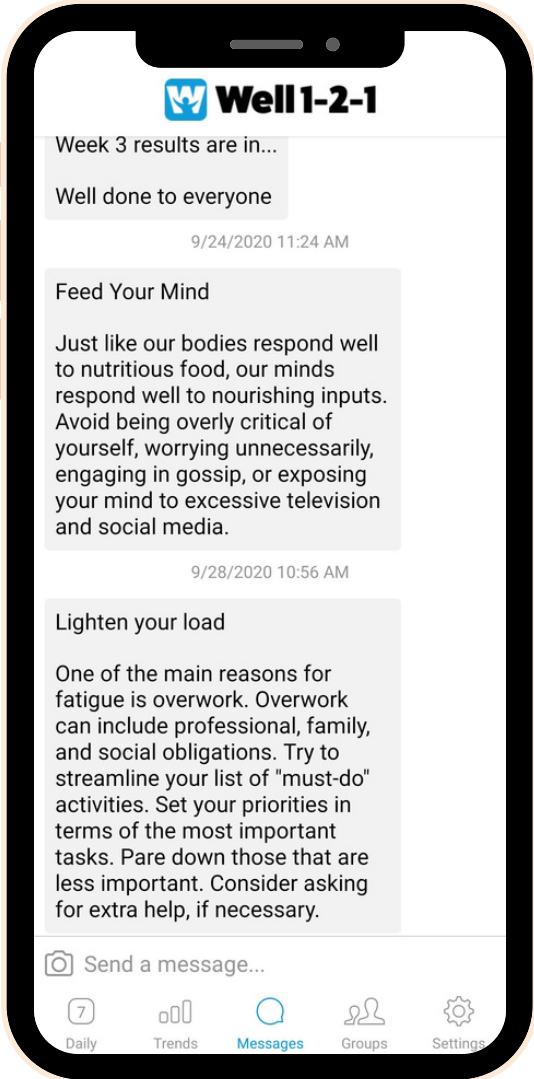 Well 1-2-1
Week 3 results are in...
Well done to everyone
9/24/2020 11:24 AM
Feed Your Mind
Just like our bodies respond well
to nutritious food, our minds
respond well to nourishing inputs.
Avoid being overly critical of
yourself, worrying unnecessarily,
engaging in gossip, or exposing
your mind to excessive television
and social media.
9/28/2020 10:56 AM
Lighten your load
One of the main reasons for
fatigue is overwork. Overwork
can include professional, family,
and social obligations. Try to
streamline your list of "must-do"
activities. Set your priorities in
terms of the most important
tasks. Pare down those that are
less important. Consider asking
for extra help, if necessary.
Send a message...
7
Daily Trends Messages Groups Settings